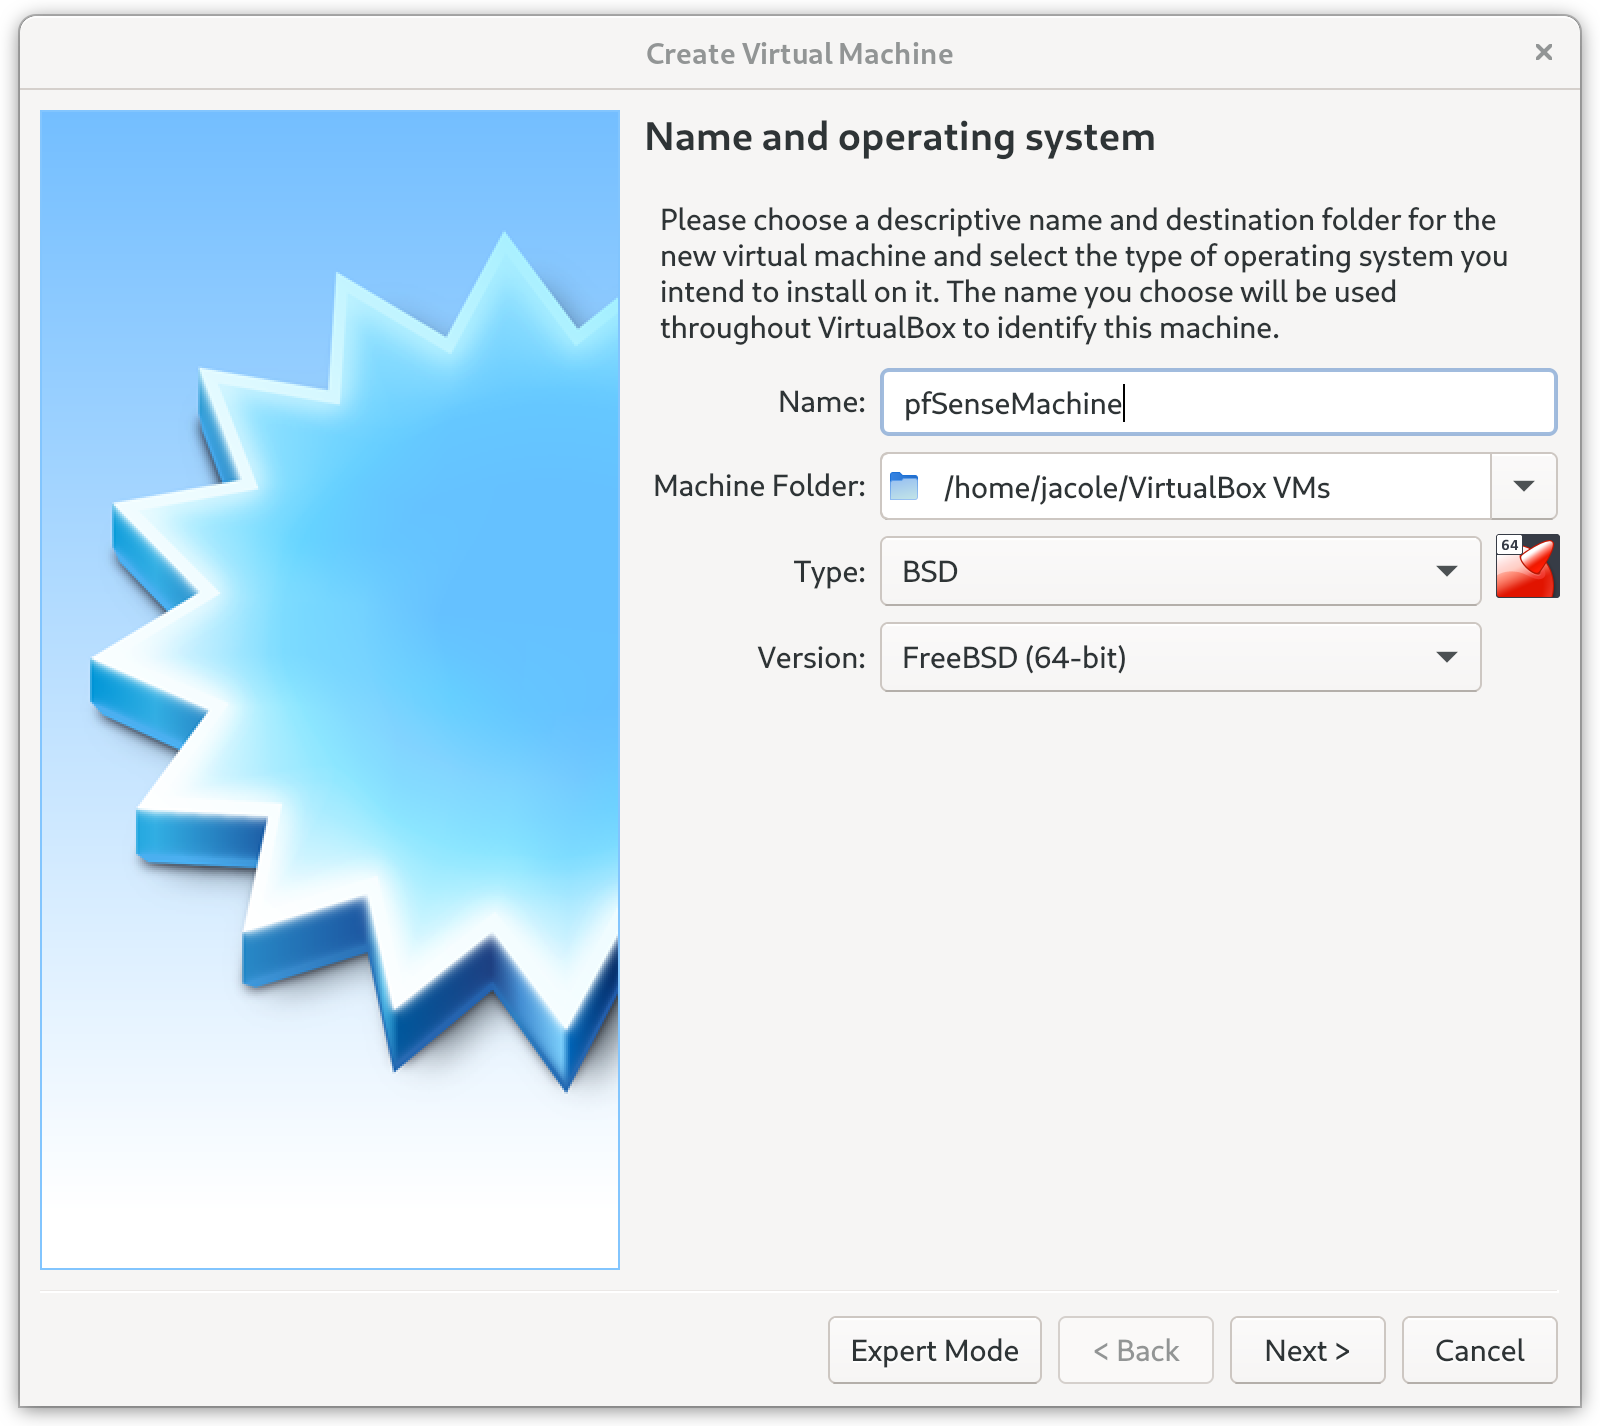 Create Virtual Machine
Name and operating system
Please choose a descriptive name and destination folder for the
new virtual machine and select the type of operating system you
intend to install on it. The name you choose will be used
throughout VirtualBox to identify this machine.
Name: pfSenseMachine
Machine Folder: /home/jacole/VirtualBox VMs
Type: BSD
64
Version: FreeBSD (64-bit)
Expert Mode < Back Next > Cancel